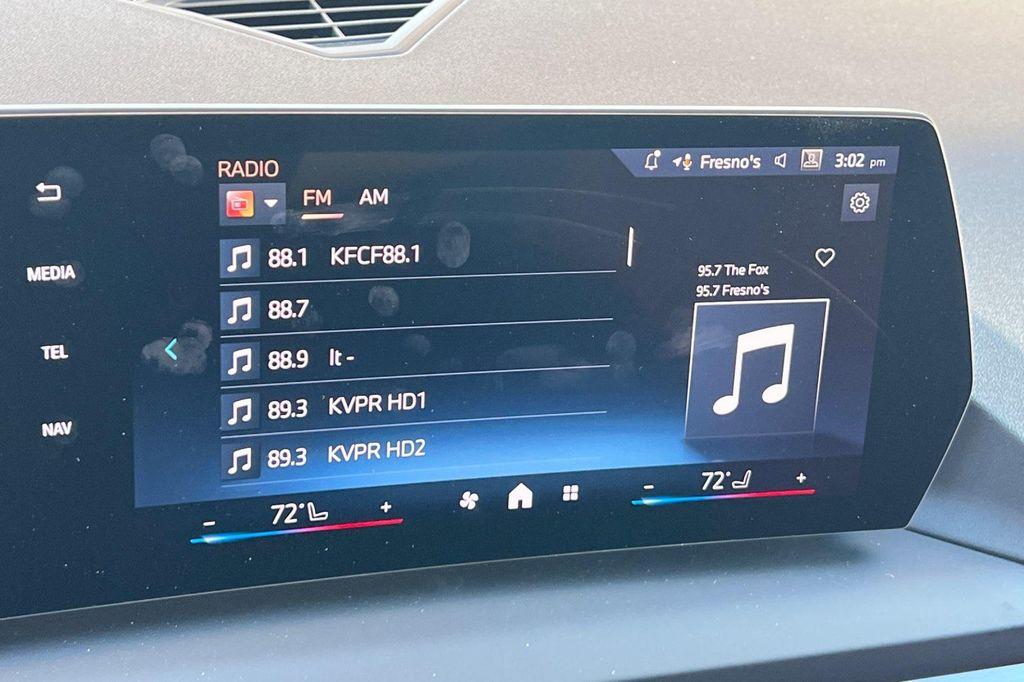 RADIO
Fresno's 3:02 pm
FM AM
88.1 KFCF88.1
MEDIA
95.7 The Fox
95.7 Fresno's
88.7
TEL
88.9 It -
89.3 KVPR HD1
NAV
89.3 KVPR HD2
- 72° +
- 72° +